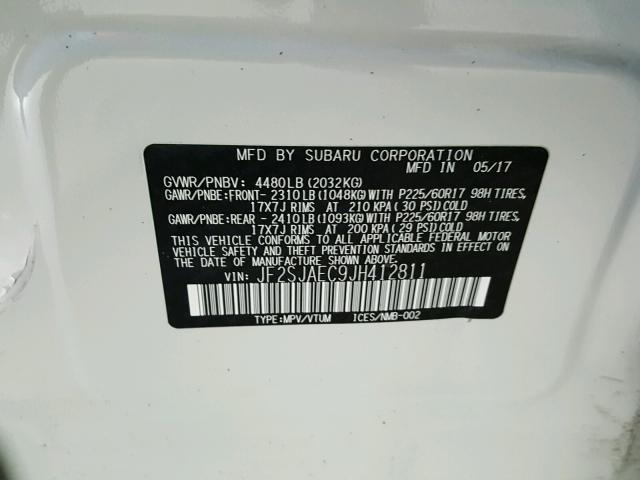 MFD BY SUBARU CORPORATION
MFD IN 05/17
GVWR/PNBV: 4480LB(2032KG)
GAWR/PNBE:FRONT-2310LB(1048KG)WITH P225/60R17 98H TIRES,
17X7J RIMS AT 210 KPA(30 PSI)COLD
GAWR/PNBE:REAR -2410LB(1093KG)WITH P225/60R17 98H TIRES,
17X7J RIMS AT 200 KPA(29 PSI)COLD
THIS VEHICLE CONFORMS TO ALL APPLICABLE FEDERAL MOTOR
VEHICLE SAFETY AND BUMPER STANDARDS IN EFFECT ON THE DATE
OF MANUFACTURE SHOWN ABOVE.
VIN: JF2SJAEC9JH412811
TYPE:MPV/VTUM ICES/NMB-002